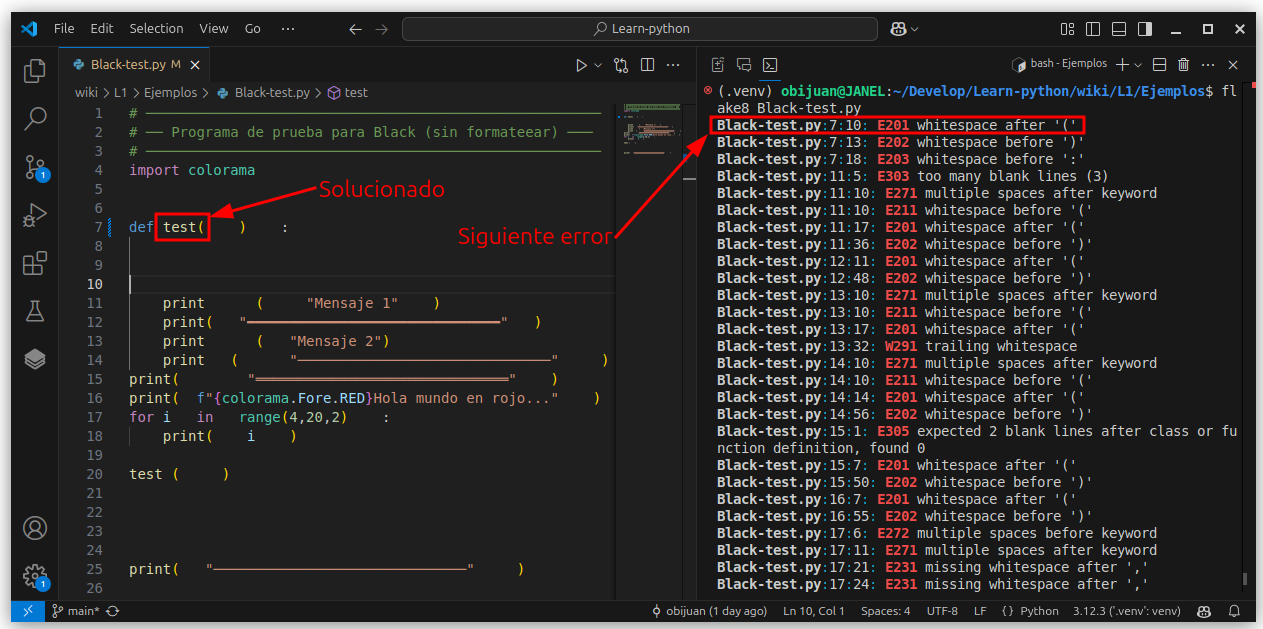 File Edit Selection View Go ··· Learn-python
Black-test.py M
wiki > L1 > Ejemplos > Black-test.py > test
1 # ────────────────────────────
2 # ── Programa de prueba para Black (sin formateear) ───
3 # ────────────────────────────
4 import colorama
5
6
7 def test(    )    :
8
9
10
11 print      (     "Mensaje 1"    )
12 print(   "══════════════════════════════"   )
13 print      (   "Mensaje 2")
14 print   (      "──────────────────────────────"     )
15 print(        "══════════════════════════════"    )
16 print(  f"{colorama.Fore.RED}Hola mundo en rojo..."    )
17 for i   in   range(4,20,2)    :
18 print(    i    )
19
20 test (     )
21
22
23
24
25 print(   "──────────────────────────────"     )
26
Solucionado
Siguiente error
bash - Ejemplos
(.venv) obijuan@JANEL:~/Develop/Learn-python/wiki/L1/Ejemplos$ fl
ake8 Black-test.py
Black-test.py:7:10: E201 whitespace after '('
Black-test.py:7:13: E202 whitespace before ')'
Black-test.py:7:18: E203 whitespace before ':'
Black-test.py:11:5: E303 too many blank lines (3)
Black-test.py:11:10: E271 multiple spaces after keyword
Black-test.py:11:10: E211 whitespace before '('
Black-test.py:11:17: E201 whitespace after '('
Black-test.py:11:36: E202 whitespace before ')'
Black-test.py:12:11: E201 whitespace after '('
Black-test.py:12:48: E202 whitespace before ')'
Black-test.py:13:10: E271 multiple spaces after keyword
Black-test.py:13:10: E211 whitespace before '('
Black-test.py:13:17: E201 whitespace after '('
Black-test.py:13:32: W291 trailing whitespace
Black-test.py:14:10: E271 multiple spaces after keyword
Black-test.py:14:10: E211 whitespace before '('
Black-test.py:14:14: E201 whitespace after '('
Black-test.py:14:56: E202 whitespace before ')'
Black-test.py:15:1: E305 expected 2 blank lines after class or fu
nction definition, found 0
Black-test.py:15:7: E201 whitespace after '('
Black-test.py:15:50: E202 whitespace before ')'
Black-test.py:16:7: E201 whitespace after '('
Black-test.py:16:55: E202 whitespace before ')'
Black-test.py:17:6: E272 multiple spaces before keyword
Black-test.py:17:11: E271 multiple spaces after keyword
Black-test.py:17:21: E231 missing whitespace after ','
Black-test.py:17:24: E231 missing whitespace after ','
1
1
main* obijuan (1 day ago) Ln 10, Col 1 Spaces: 4 UTF-8 LF {} Python 3.12.3 ('.venv': venv)